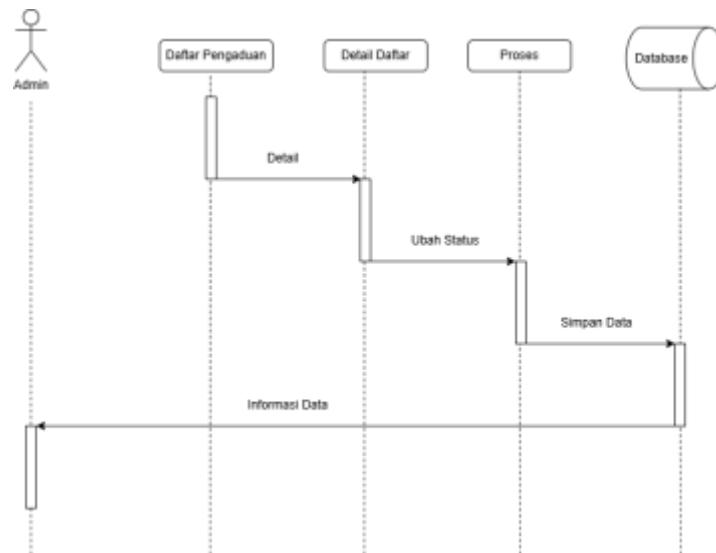 Daftar Pengaduan
Detail Daftar
Proses
Database
Admin
Detail
Ubah Status
Simpan Data
Informasi Data